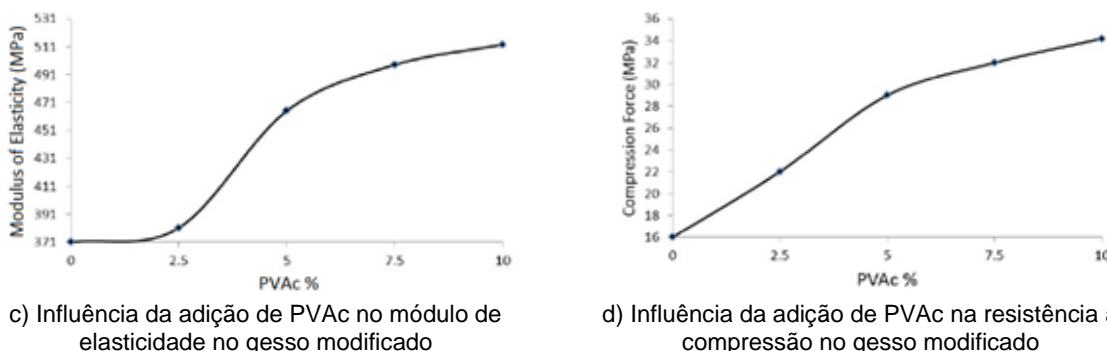 531
511
491
471
451
431
411
391
371
Modulus of Elasticity (MPa)
0 2.5 5 7.5 10
PVAc %
c) Influência da adição de PVAc no módulo de
elasticidade no gesso modificado
36
34
32
30
28
26
24
22
20
18
16
Compression Force (MPa)
0 2.5 5 7.5 10
PVAc %
d) Influência da adição de PVAc na resistência
compressão no gesso modificado